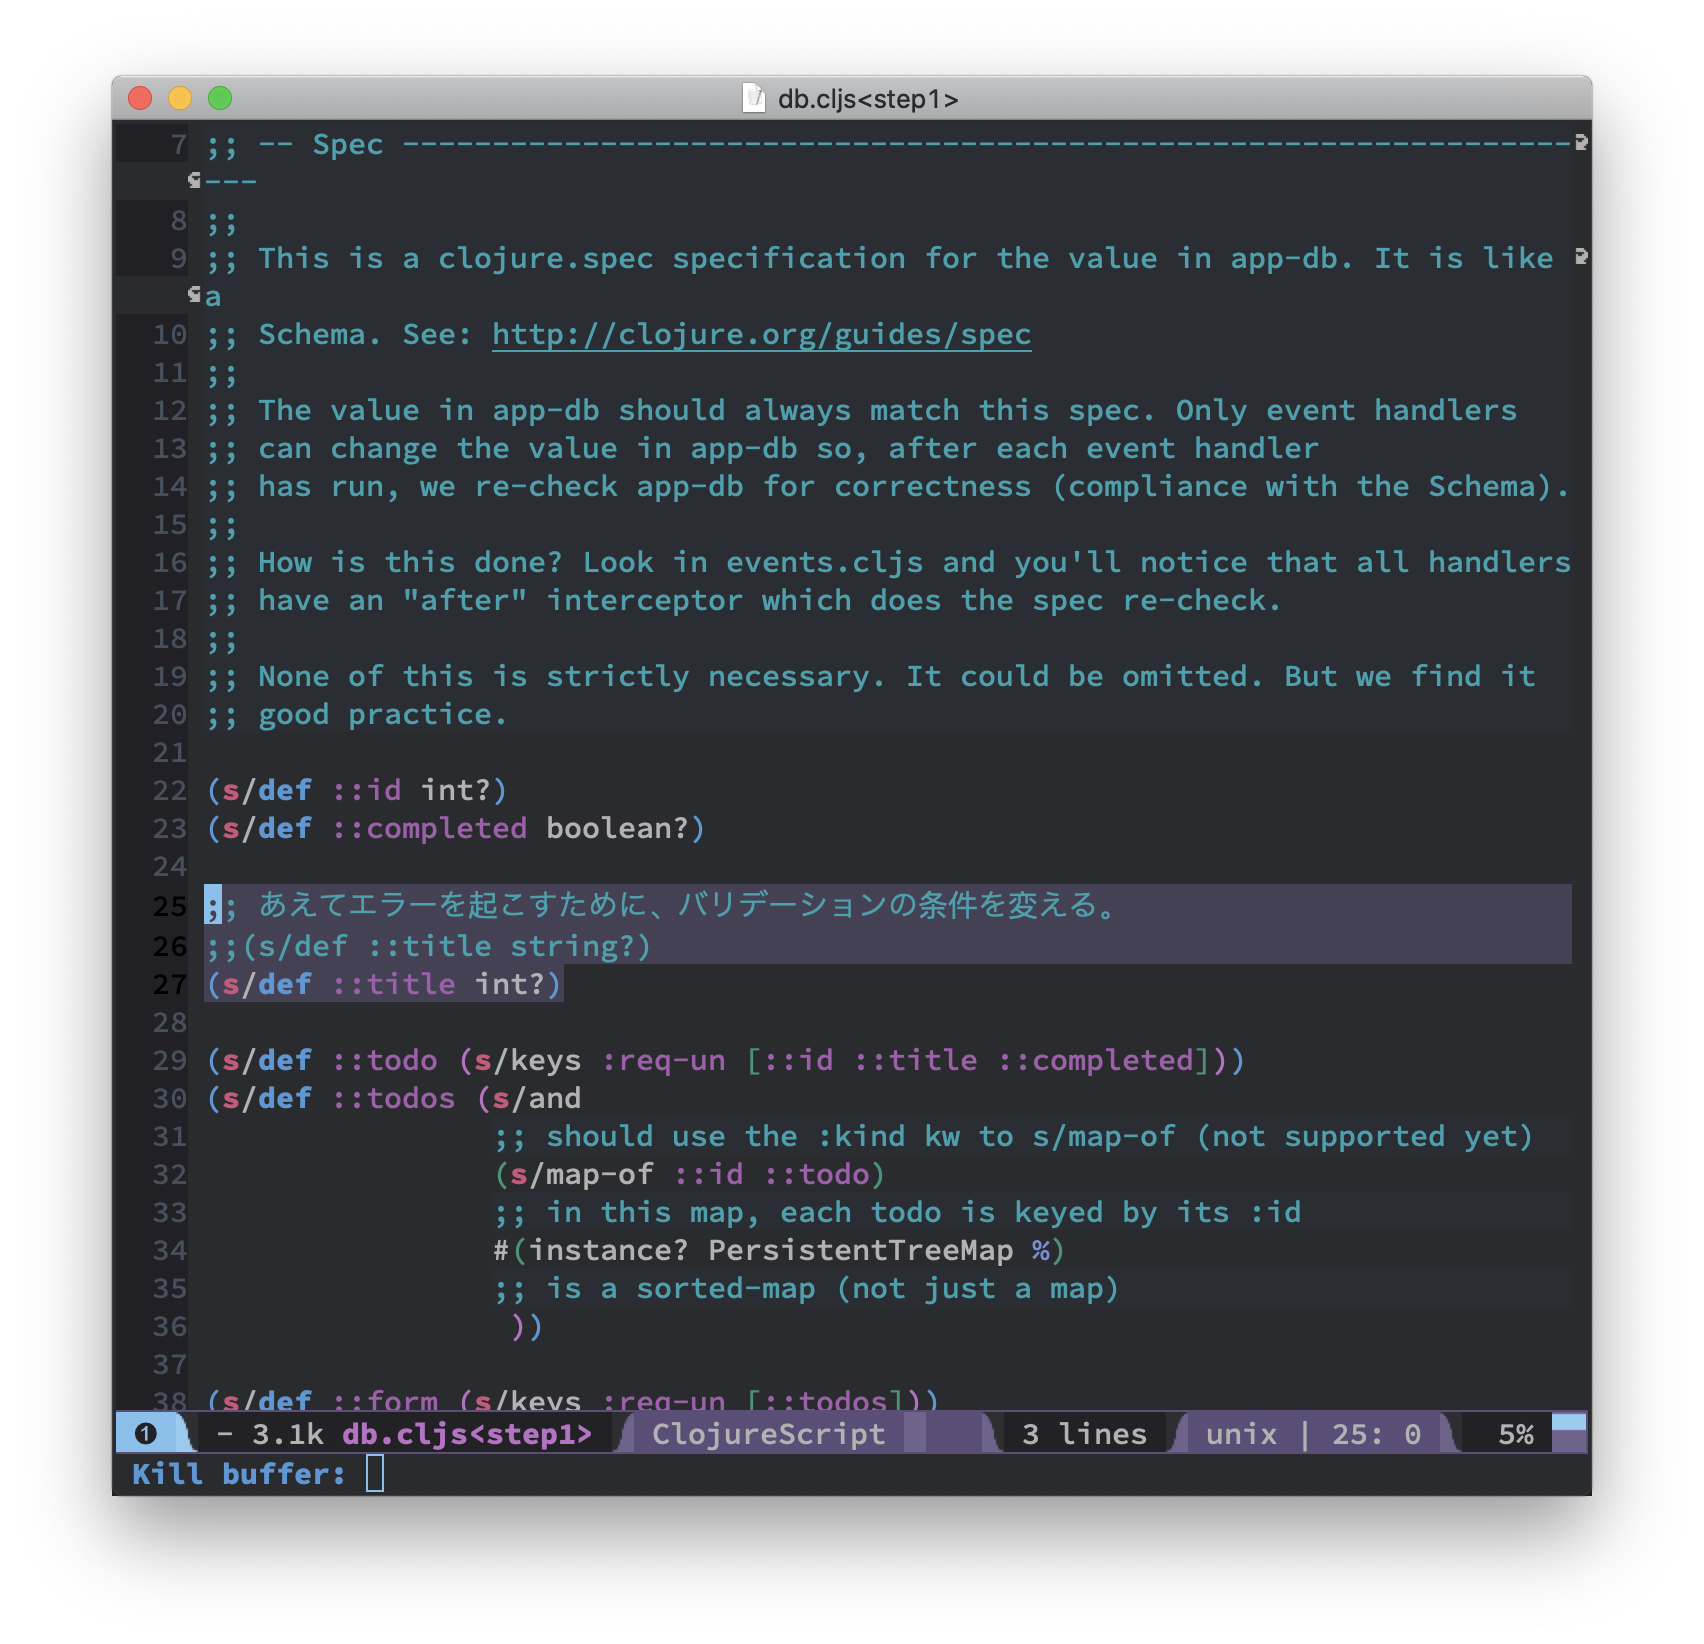 db.cljs<step1>
7 ;; -- Spec -----------------------------------------------------------------
---
8 ;;
9 ;; This is a clojure.spec specification for the value in app-db. It is like
a
10 ;; Schema. See: http://clojure.org/guides/spec
11 ;;
12 ;; The value in app-db should always match this spec. Only event handlers
13 ;; can change the value in app-db so, after each event handler
14 ;; has run, we re-check app-db for correctness (compliance with the Schema).
15 ;;
16 ;; How is this done? Look in events.cljs and you'll notice that all handlers
17 ;; have an "after" interceptor which does the spec re-check.
18 ;;
19 ;; None of this is strictly necessary. It could be omitted. But we find it
20 ;; good practice.
21
22 (s/def ::id int?)
23 (s/def ::completed boolean?)
24
25 ;; あえてエラーを起こすために、バリデーションの条件を変える。
26 ;;(s/def ::title string?)
27 (s/def ::title int?)
28
29 (s/def ::todo (s/keys :req-un [::id ::title ::completed]))
30 (s/def ::todos (s/and
31 ;; should use the :kind kw to s/map-of (not supported yet)
32 (s/map-of ::id ::todo)
33 ;; in this map, each todo is keyed by its :id
34 #(instance? PersistentTreeMap %)
35 ;; is a sorted-map (not just a map)
36 ))
37
38 (s/def ::form (s/keys :req-un [::todos]))
❶ - 3.1k db.cljs<step1> ClojureScript 3 lines unix | 25: 0 5%
Kill buffer: